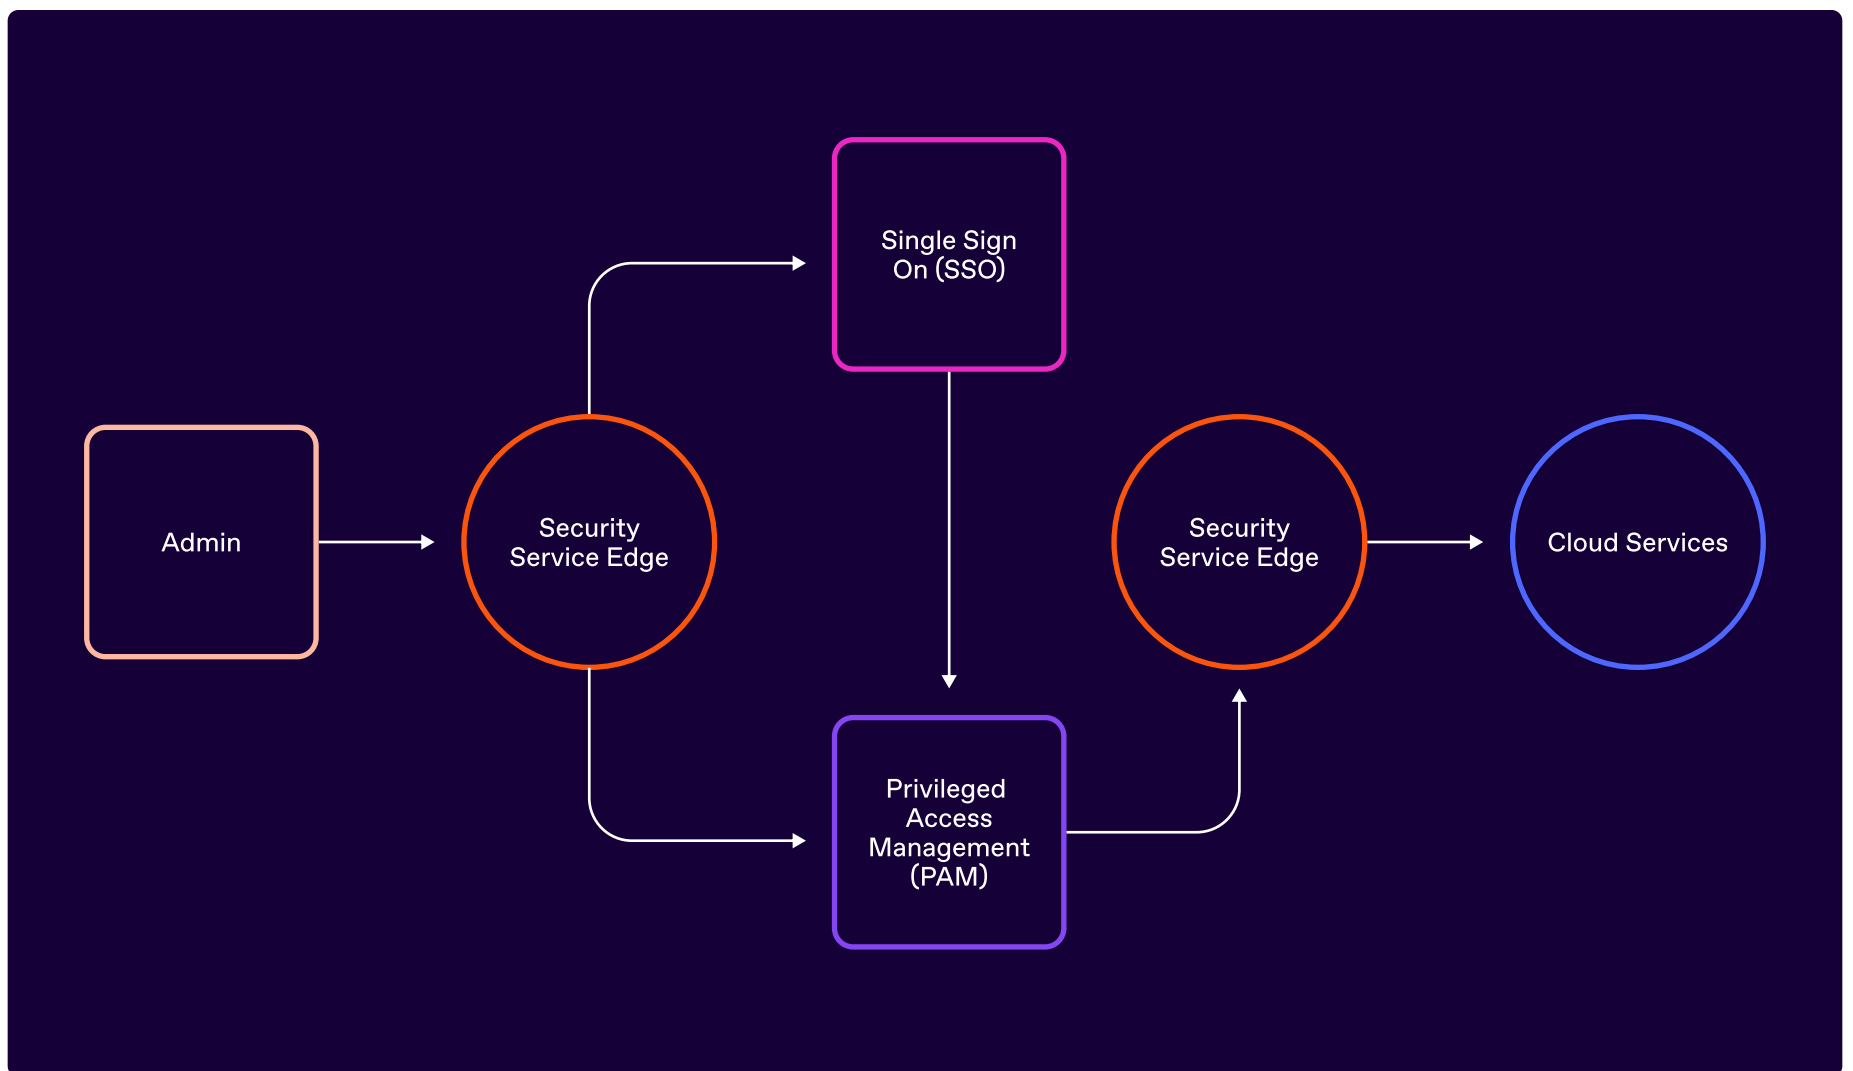 Single Sign
On (SSO)
Admin
Security
Service Edge
Security
Service Edge
Cloud Services
Privileged
Access
Management
(PAM)